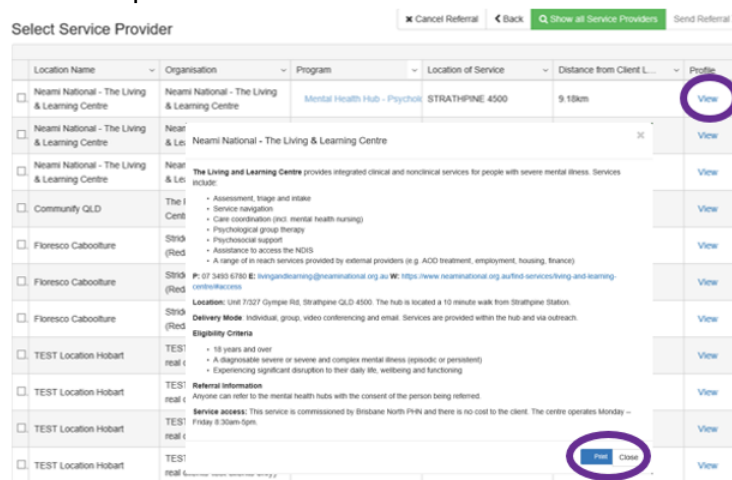 Select Service Provider
Cancel Referral
Back
Show all Service Providers
Send Referral
Location Name
Organisation
Program
Location of Service
Distance from Client L...
Profile
Neami National - The Living
& Learning Centre
Neami National - The Living
& Learning Centre
Mental Health Hub - Psycholo
STRATHPINE 4500
9.18km
View
Neami National - The Living
& Learning Centre
View
Neami National - The Living
& Learning Centre
View
Communify QLD
View
Floresco Caboolture
View
Floresco Caboolture
View
Floresco Caboolture
View
TEST Location Hobart
View
TEST Location Hobart
View
TEST Location Hobart
View
TEST Location Hobart
View
Neami National - The Living & Learning Centre
The Living and Learning Centre provides integrated clinical and nonclinical services for people with severe mental illness. Services
include:
• Assessment, triage and intake
• Service navigation
• Care coordination (incl. mental health nursing)
• Psychological group therapy
• Psychosocial support
• Assistance to access the NDIS
• A range of in reach services provided by external providers (e.g. AOD treatment, employment, housing, finance)
P: 07 3493 6780 E: livingandlearning@neaminational.org.au W: https://www.neaminational.org.au/find-services/living-and-learning-
centre/#access
Location: Unit 7/327 Gympie Rd, Strathpine QLD 4500. The hub is located a 10 minute walk from Strathpine Station.
Delivery Mode: Individual, group, video conferencing and email. Services are provided within the hub and via outreach.
Eligibility Criteria
• 18 years and over
• A diagnosable severe or severe and complex mental illness (episodic or persistent)
• Experiencing significant disruption to their daily life, wellbeing and functioning
Referral Information
Anyone can refer to the mental health hubs with the consent of the person being referred.
Service access: This service is commissioned by Brisbane North PHN and there is no cost to the client. The centre operates Monday –
Friday 8:30am-5pm.
Print
Close